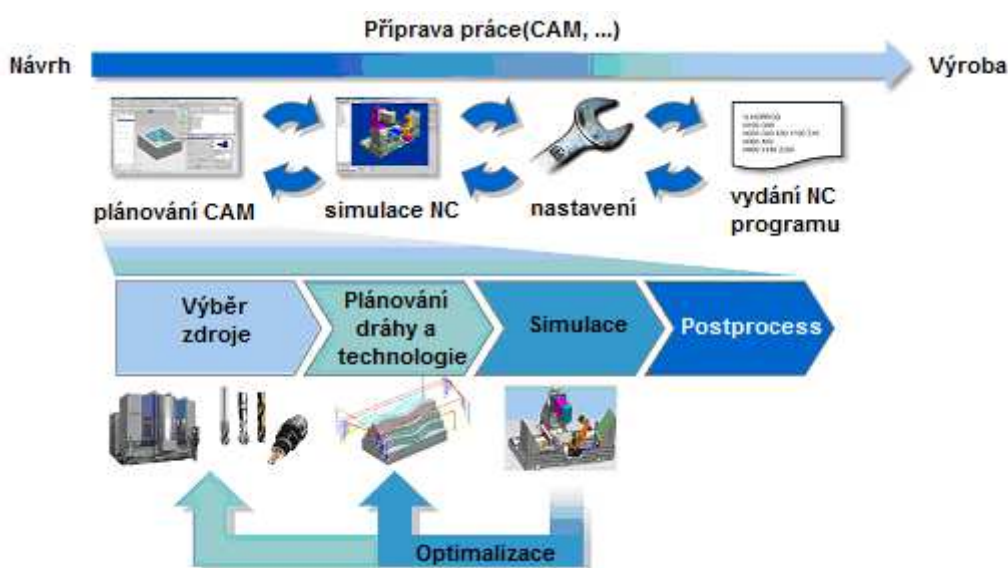 Příprava práce(CAM, ...)
Návrh
Výroba
plánování CAM
simulace NC
nastavení
vydání NC
programu
Výběr
zdroje
Plánování
dráhy a
technologie
Simulace
Postprocess
Optimalizace